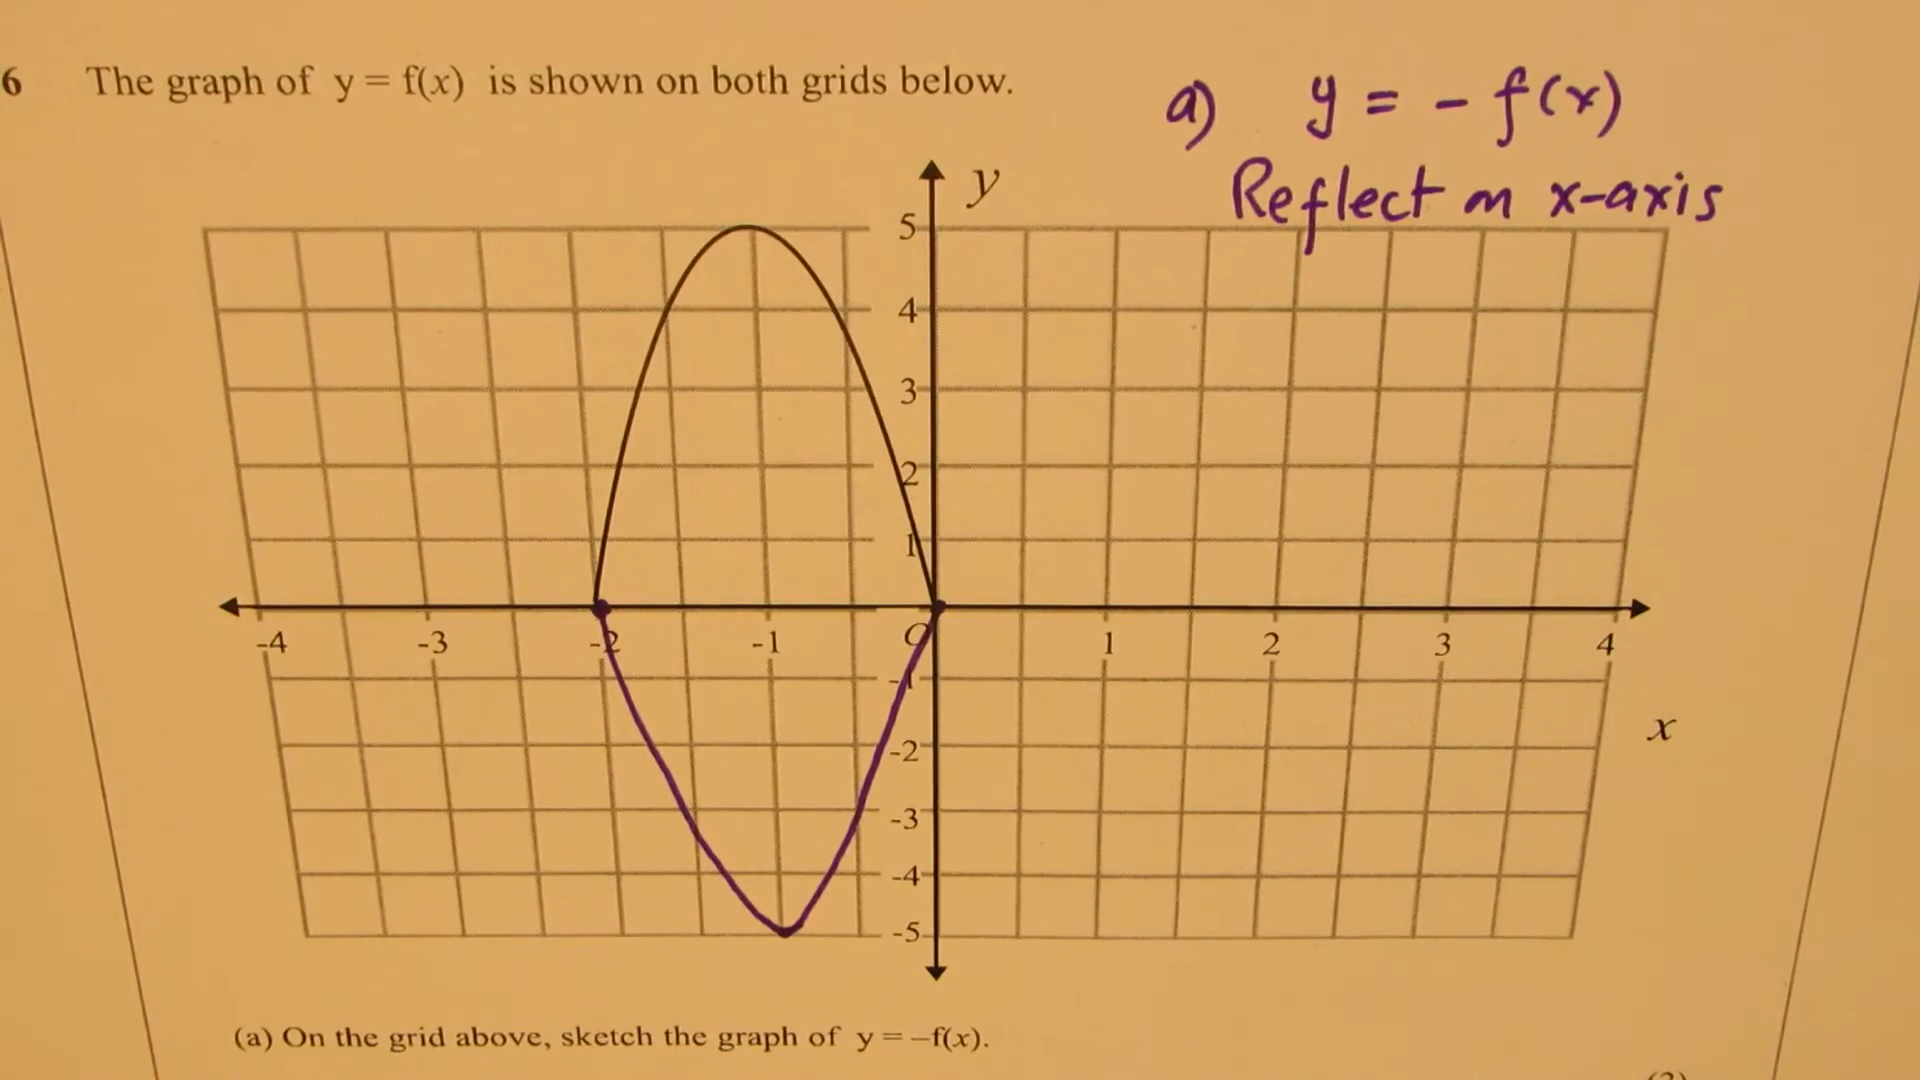 6 The graph of y = f(x) is shown on both grids below.
a) y = - f(x)
Reflect on x-axis
y
5
4
3
2
1
-4 -3 -2 -1 O 1 2 3 4
-1
x
-2
-3
-4
-5
(a) On the grid above, sketch the graph of y = –f(x).